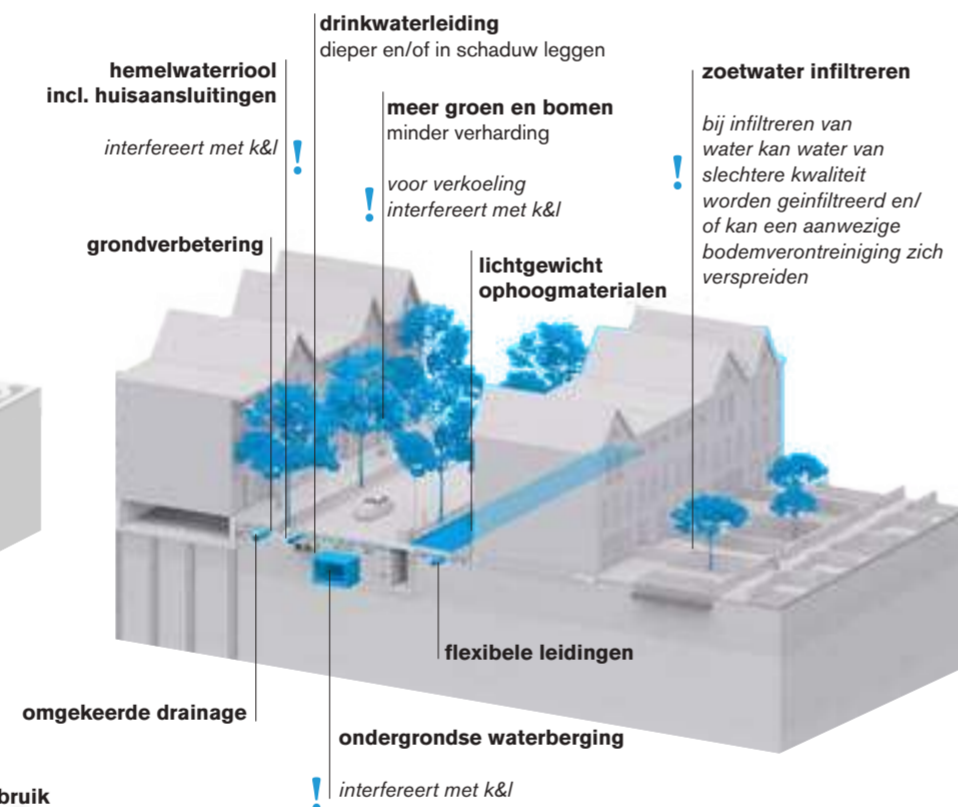 drinkwaterleiding
dieper en/of in schaduw leggen
hemelwaterriool
incl. huisaansluitingen
interfereert met k&l
!
meer groen en bomen
minder verharding
!
voor verkoeling
interfereert met k&l
zoetwater infiltreren
!
bij infiltreren van
water kan water van
slechtere kwaliteit
worden geinfiltreerd en/
of kan een aanwezige
bodemverontreiniging zich
verspreiden
grondverbetering
lichtgewicht
ophoogmaterialen
flexibele leidingen
omgekeerde drainage
ondergrondse waterberging
!
interfereert met k&l
bruik